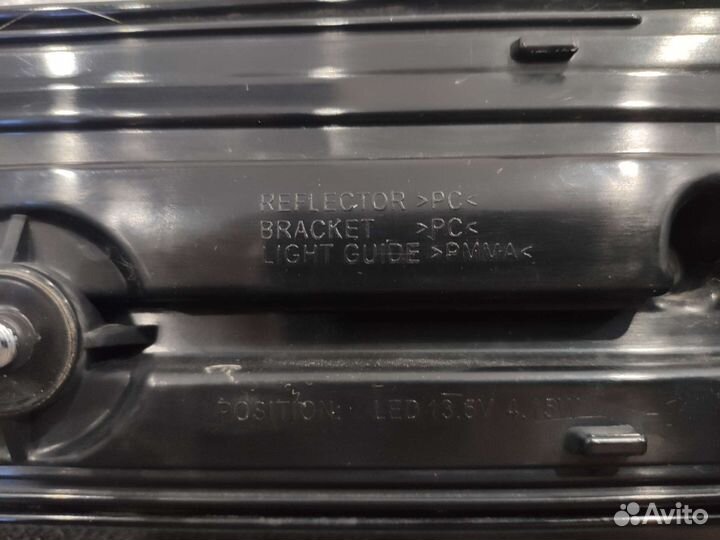 REFLECTOR >PC<
BRACKET >PC<
LIGHT GUIDE >PMMA<
POSITION: LED 13.5V
Avito